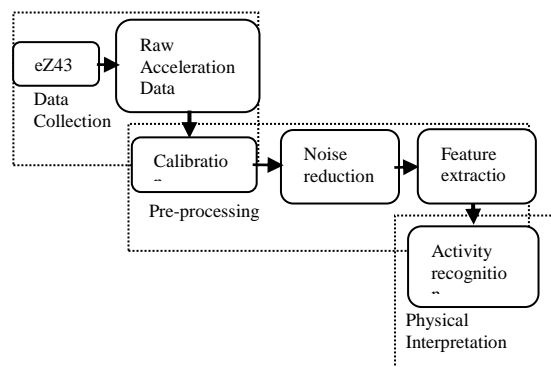 eZ43
Raw
Acceleration
Data
Data
Collection
Calibratio
Noise
reduction
Feature
extractio
Pre-processing
Activity
recognitio
Physical
Interpretation